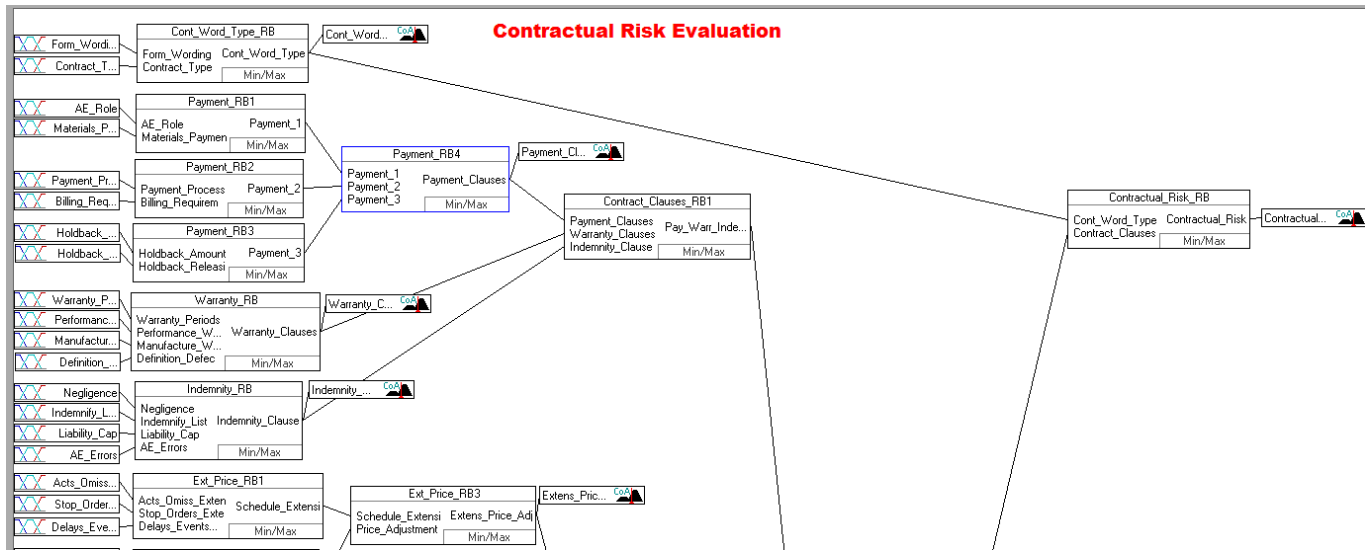 Contractual Risk Evaluation
Form_Wordi...
Contract_T...
Cont_Word_Type_RB
Form_Wording Cont_Word_Type
Contract_Type
Min/Max
Cont_Word... CoA
AE_Role
Materials_P...
Payment_RB1
AE_Role Payment_1
Materials_Paymen
Min/Max
Payment_Pr...
Billing_Req...
Payment_RB2
Payment_Process Payment_2
Billing_Requirem
Min/Max
Holdback_...
Holdback_...
Payment_RB3
Holdback_Amount Payment_3
Holdback_Releasi
Min/Max
Payment_RB4
Payment_1
Payment_2 Payment_Clauses
Payment_3
Min/Max
Payment_Cl... CoA
Contract_Clauses_RB1
Payment_Clauses Pay_Warr_Inde...
Warranty_Clauses
Indemnity_Clause
Min/Max
Contractual_Risk_RB
Cont_Word_Type Contractual_Risk
Contract_Clauses
Min/Max
Contractual... CoA
Warranty_P...
Performanc...
Manufactur...
Definition_...
Warranty_RB
Warranty_Periods
Performance_W... Warranty_Clauses
Manufacture_W...
Definition_Defec
Min/Max
Warranty_C... CoA
Negligence
Indemnify_L...
Liability_Cap
AE_Errors
Indemnity_RB
Negligence
Indemnify_List Indemnity_Clause
Liability_Cap
AE_Errors
Min/Max
Indemnity_... CoA
Acts_Omiss...
Stop_Order...
Delays_Eve...
Ext_Price_RB1
Acts_Omiss_Exten
Stop_Orders_Exte Schedule_Extensi
Delays_Events...
Min/Max
Ext_Price_RB3
Schedule_Extensi Extens_Price_Adj
Price_Adjustment
Min/Max
Extens_Pric... CoA